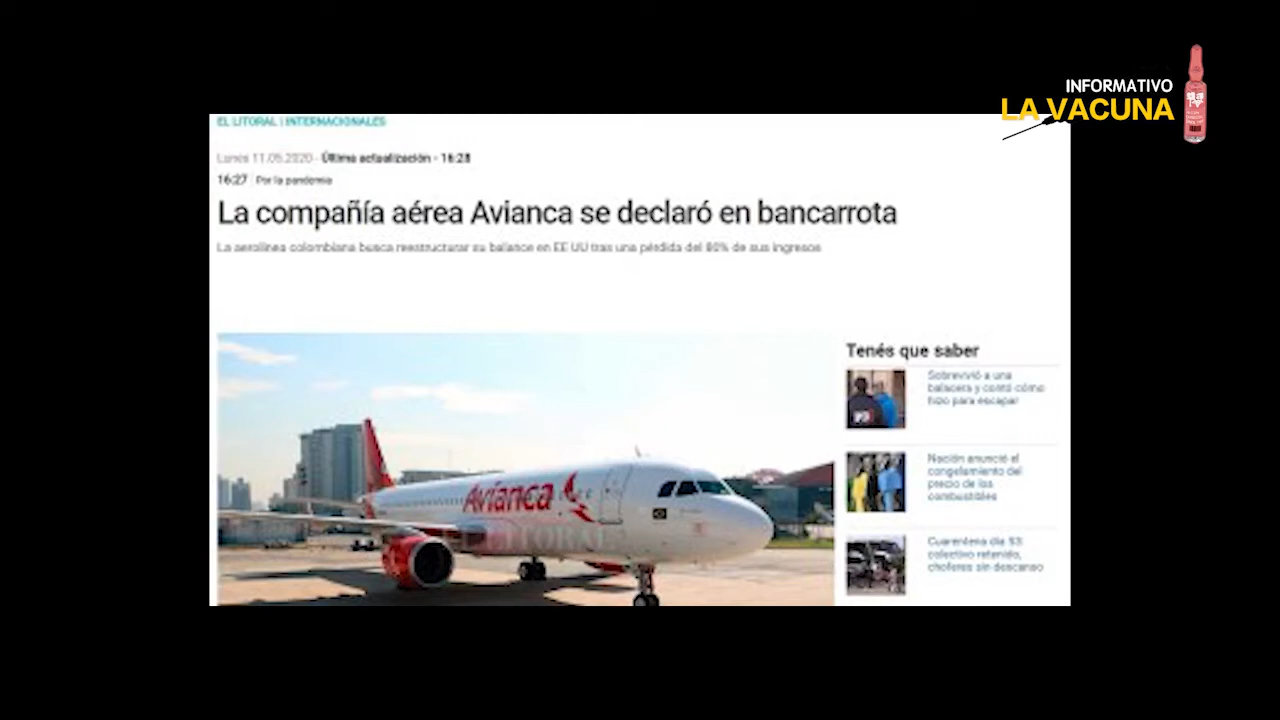 INFORMATIVO
LA VACUNA
EL LITORAL | INTERNACIONALES
Lunes 11.05.2020 - Última actualización - 16:28
16:27 | Por la pandemia
La compañía aérea Avianca se declaró en bancarrota
La aerolínea colombiana busca reestructurar su balance en EE UU tras una pérdida del 80% de sus ingresos
Avianca
Tenés que saber
Sobrevivió a una
balacera y contó cómo
hizo para escapar
Nación anunció el
congelamiento del
precio de los
combustibles
Cuarentena día 53:
colectivo retenido,
choferes sin descanso